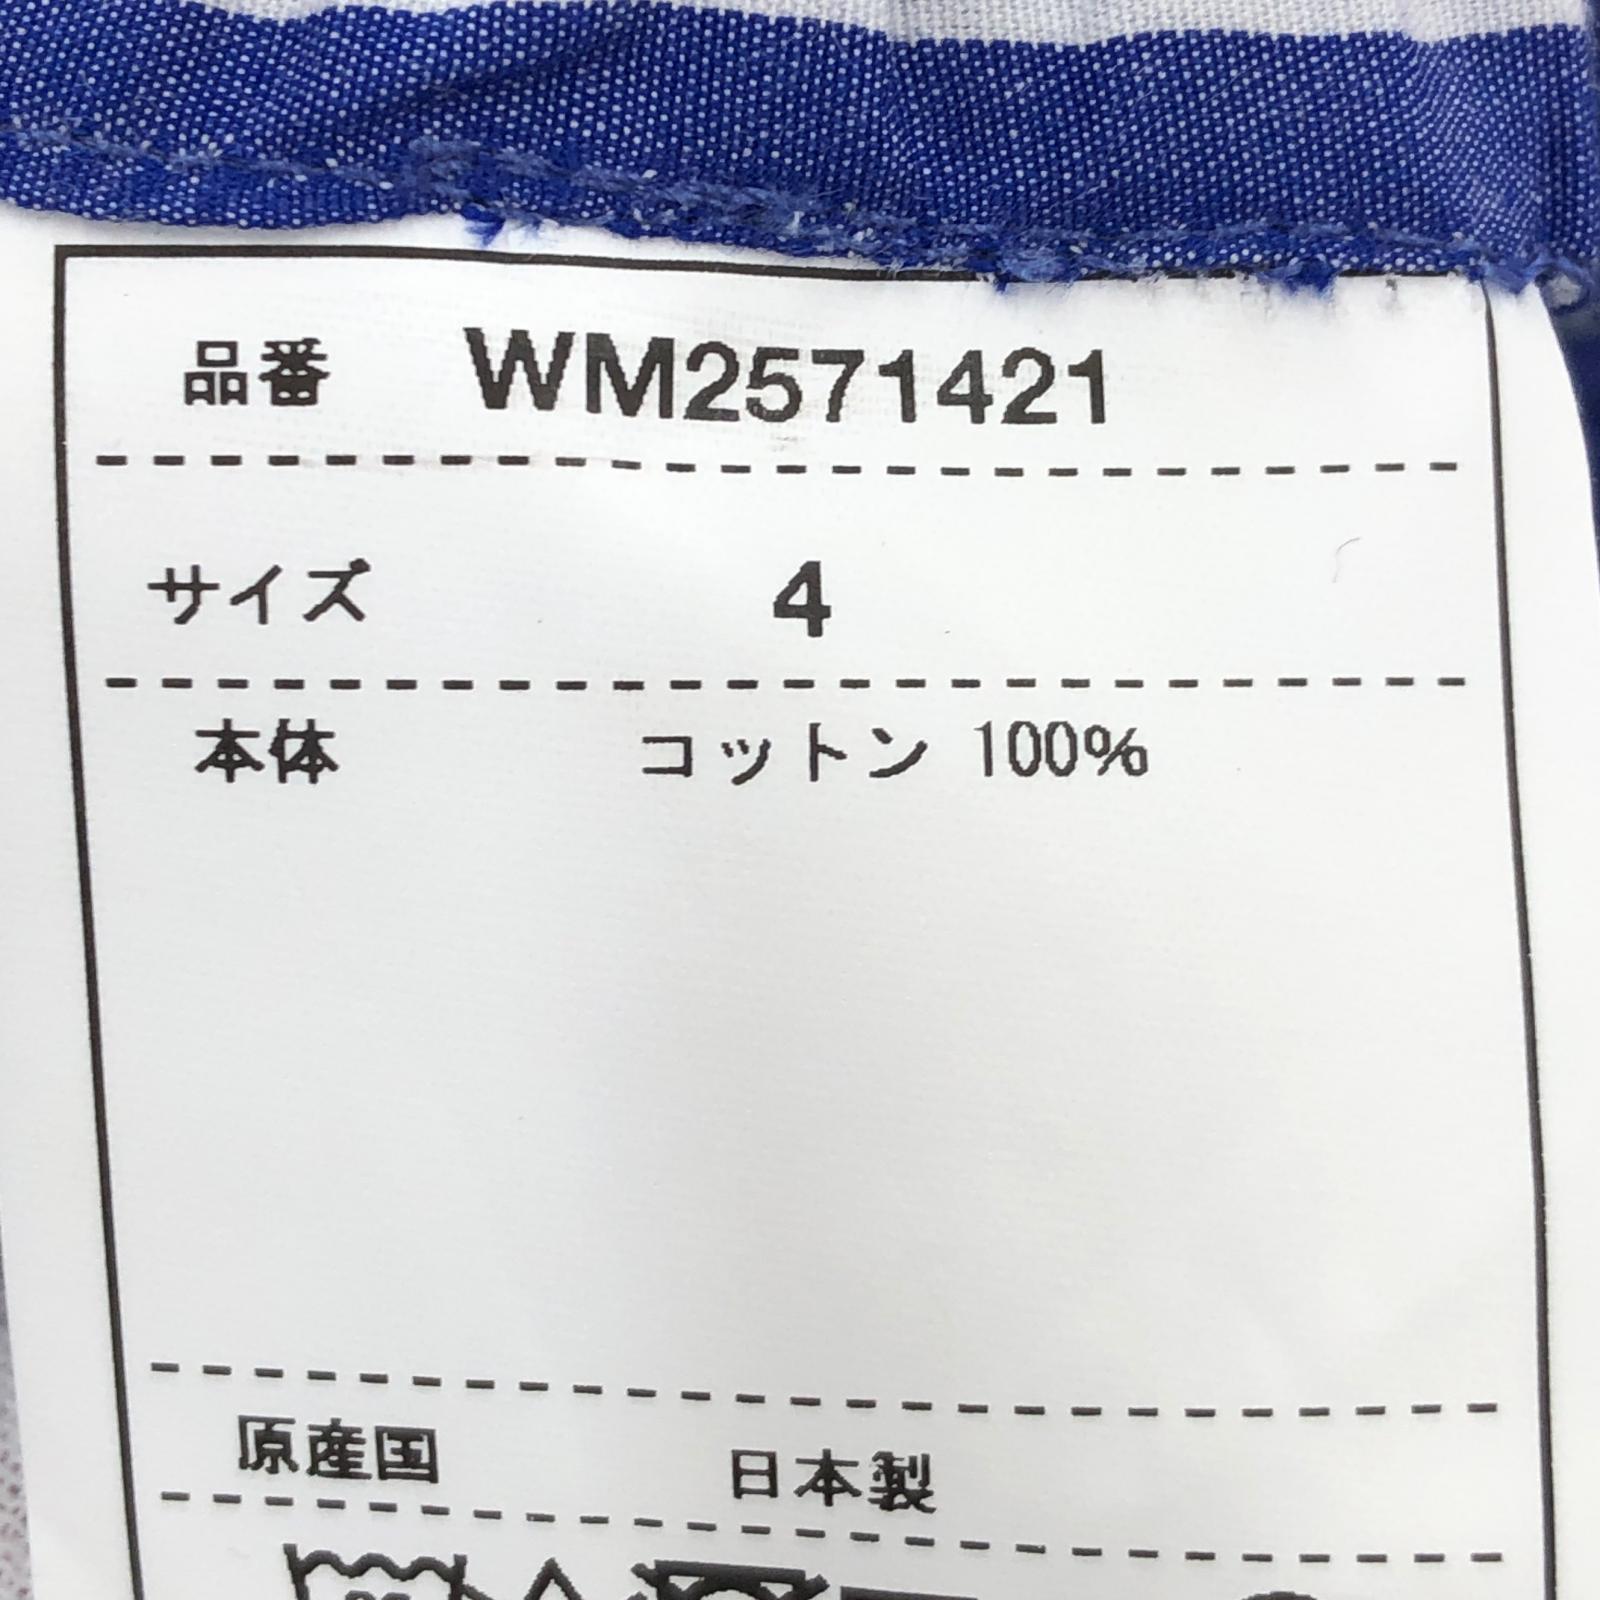 品番 WM2571421
サイズ 4
本体 コットン 100%
原産国 日本製